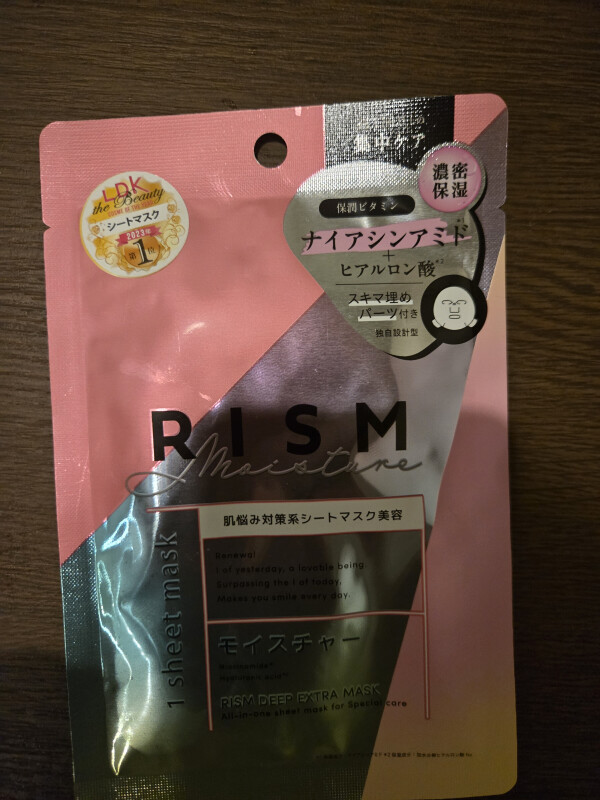 集中ケア
濃密
保湿
LDK
the Beauty
シートマスク
2023年
第1位
保潤ビタミン
ナイアシンアミド
+
ヒアルロン酸※2
スキマ埋め
パーツ付き
独自設計型
RISM
Moisture
1 sheet mask
肌悩み対策系シートマスク美容
Renewal
I of yesterday, a lovable being.
Surpassing the I of today.
Makes you smile every day.
モイスチャー
RISM DEEP EXTRA MASK
All-in-one sheet mask for Special care